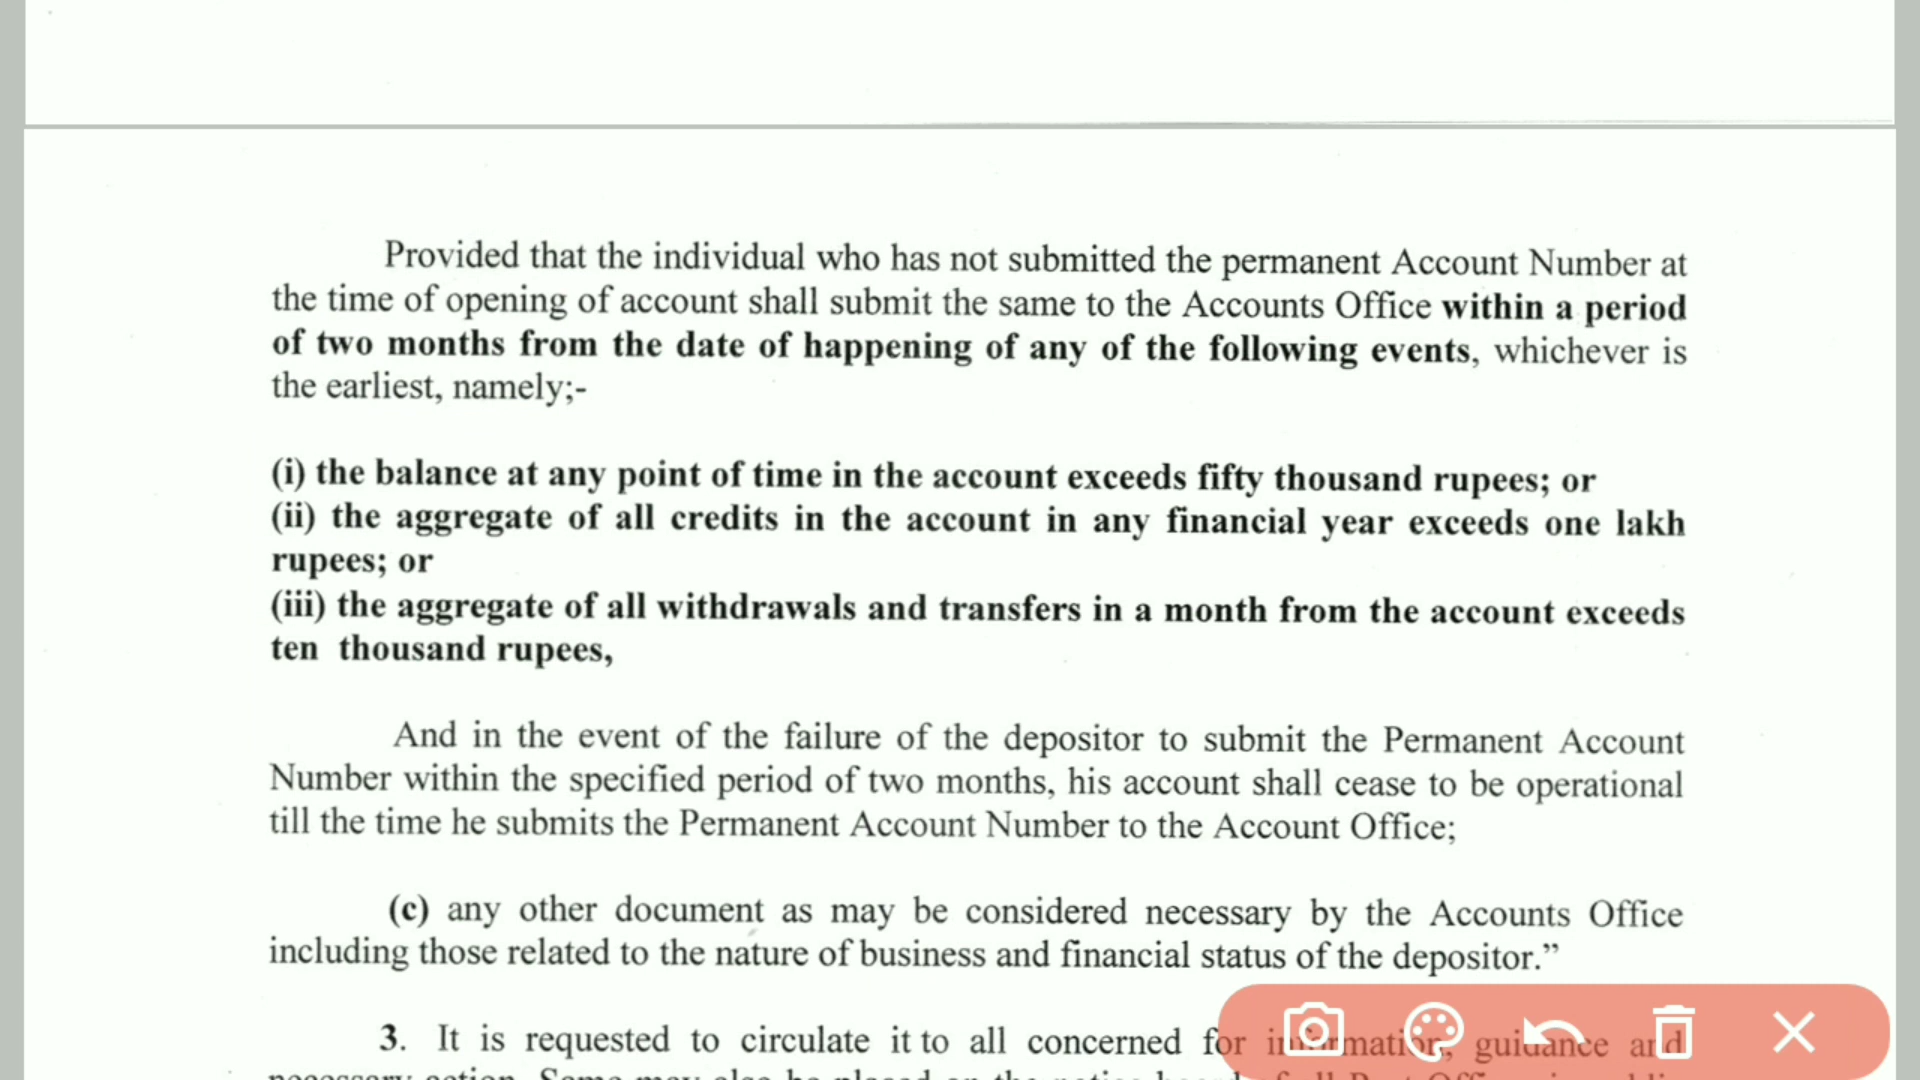 Provided that the individual who has not submitted the permanent Account Number at
the time of opening of account shall submit the same to the Accounts Office within a period
of two months from the date of happening of any of the following events, whichever is
the earliest, namely;-
(i) the balance at any point of time in the account exceeds fifty thousand rupees; or
(ii) the aggregate of all credits in the account in any financial year exceeds one lakh
rupees; or
(iii) the aggregate of all withdrawals and transfers in a month from the account exceeds
ten thousand rupees,
And in the event of the failure of the depositor to submit the Permanent Account
Number within the specified period of two months, his account shall cease to be operational
till the time he submits the Permanent Account Number to the Account Office;
(c) any other document as may be considered necessary by the Accounts Office
including those related to the nature of business and financial status of the depositor.”
3. It is requested to circulate it to all concerned for information, guidance and